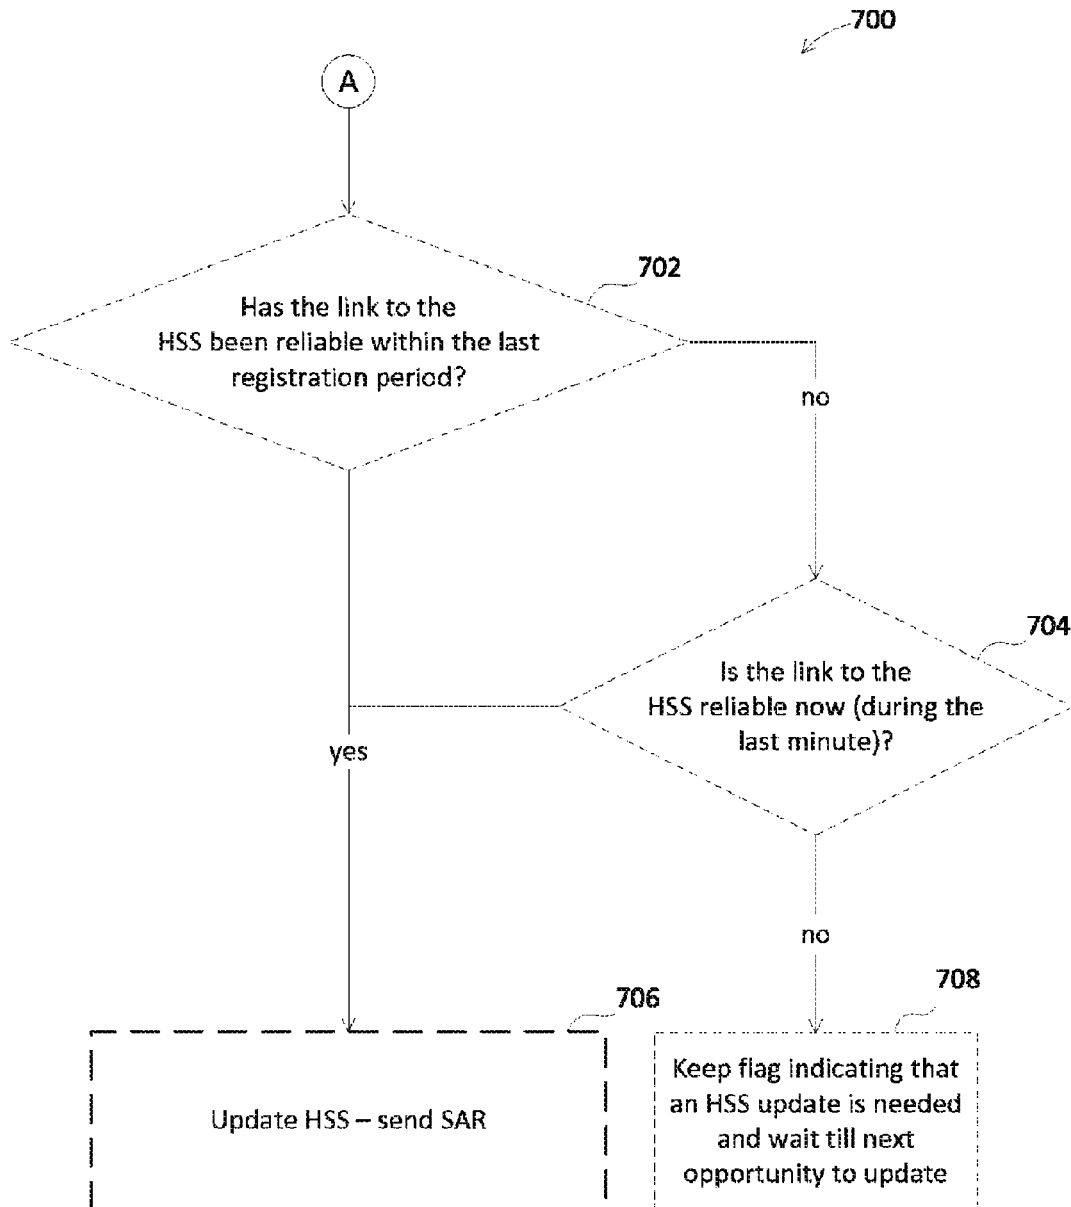 700
A
702
Has the link to the
HSS been reliable within the last
registration period?
no
704
Is the link to the
HSS reliable now (during the
last minute)?
yes
no
706
708
Update HSS – send SAR
Keep flag indicating that
an HSS update is needed
and wait till next
opportunity to update